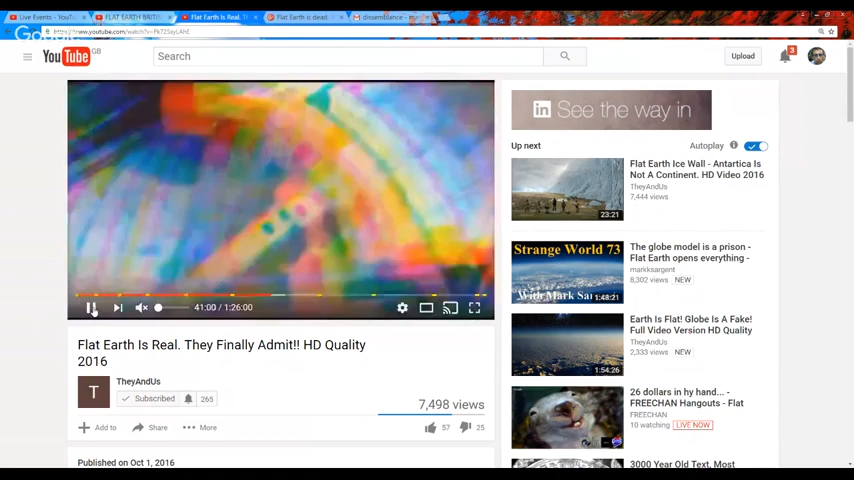 Live Events - YouT
FLAT EARTH BRITI
Flat Earth Is Real. T
Flat Earth is dead
dissemblance -
YouTube GB
Search
Upload
3
in See the way in
Up next
Autoplay
Flat Earth Ice Wall - Antartica Is
Not A Continent. HD Video 2016
TheyAndUs
7,444 views
23:21
Strange World 73
With Mark Sa
1:48:21
The globe model is a prison -
Flat Earth opens everything -
markksargent
8,302 views NEW
41:00 / 1:26:00
Earth Is Flat! Globe Is A Fake!
Full Video Version HD Quality
TheyAndUs
2,333 views NEW
1:54:26
Flat Earth Is Real. They Finally Admit!! HD Quality
2016
T
TheyAndUs
Subscribed 265
7,498 views
Add to
Share
More
57
25
26 dollars in hy hand... -
FREECHAN Hangouts - Flat
FREECHAN
10 watching LIVE NOW
Published on Oct 1, 2016
3000 Year Old Text, Most